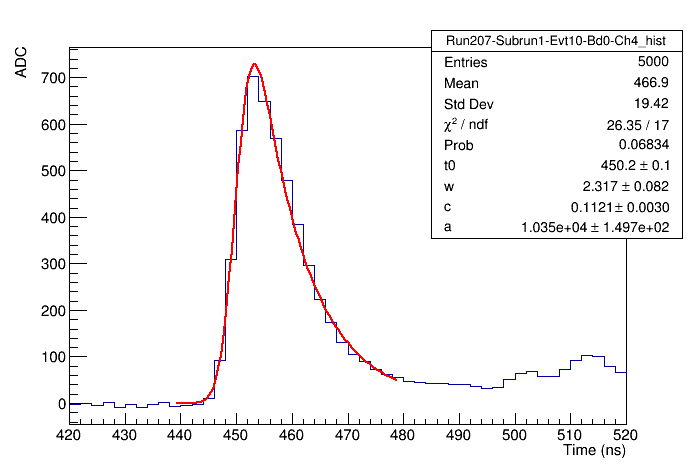 Run207-Subrun1-Evt10-Bd0-Ch4_hist
Entries 5000
Mean 466.9
Std Dev 19.42
χ² / ndf 26.35 / 17
Prob 0.06834
t0 450.2 ± 0.1
w 2.317 ± 0.082
c 0.1121 ± 0.0030
a 1.035e+04 ± 1.497e+02
ADC
700
600
500
400
300
200
100
0
420 430 440 450 460 470 480 490 500 510 520
Time (ns)